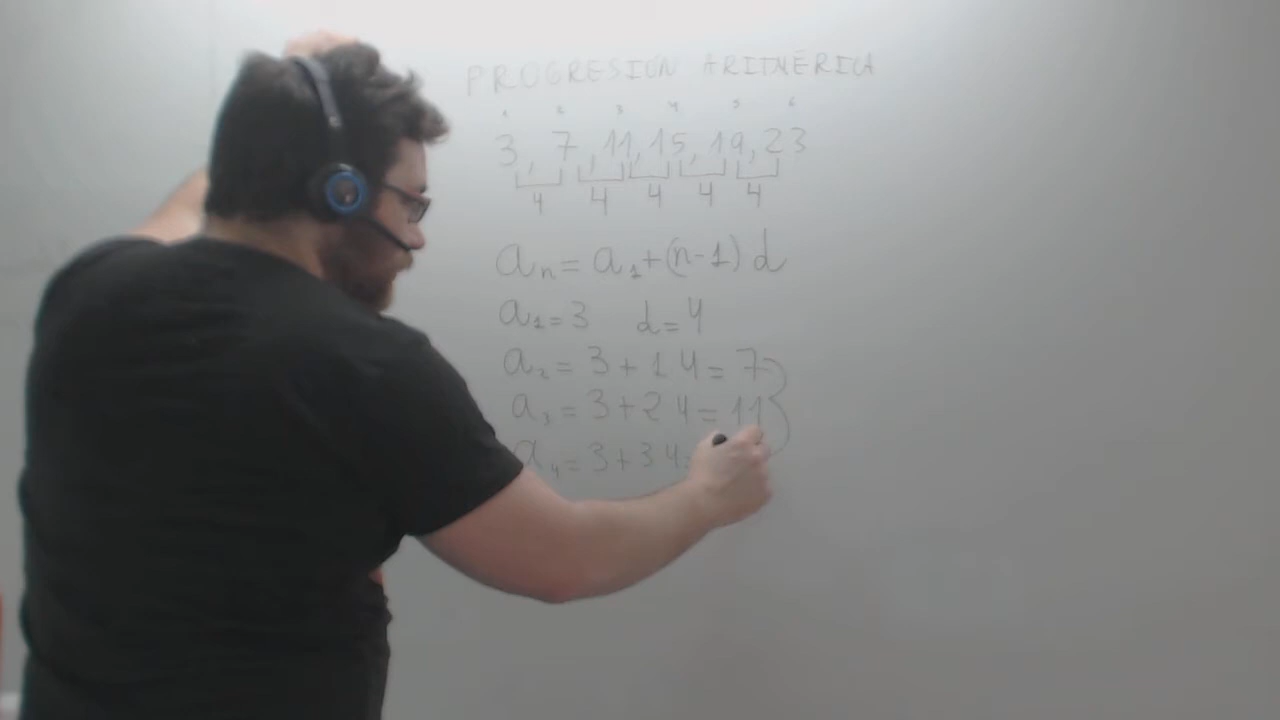 PROGRESIÓN ARITMÉRICA
1 2 3 4 5 6
3, 7, 11, 15, 19, 23
4 4 4 4 4
an = a1+(n-1) d
a1 = 3 d = 4
a2 = 3 + 1 4 = 7
a3 = 3+2 4 = 11
a4 = 3+3 4=